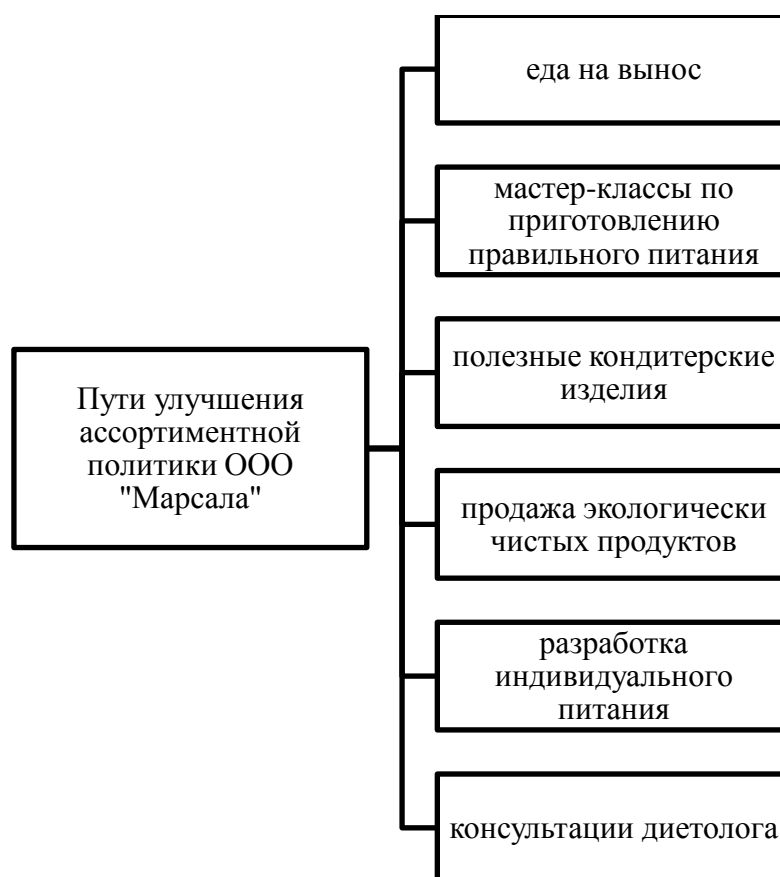 еда на вынос
мастер-классы по
приготовлению
правильного питания
полезные кондитерские
изделия
Пути улучшения
ассортиментной
политики ООО
"Марсала"
продажа экологически
чистых продуктов
разработка
индивидуального
питания
консультации диетолога